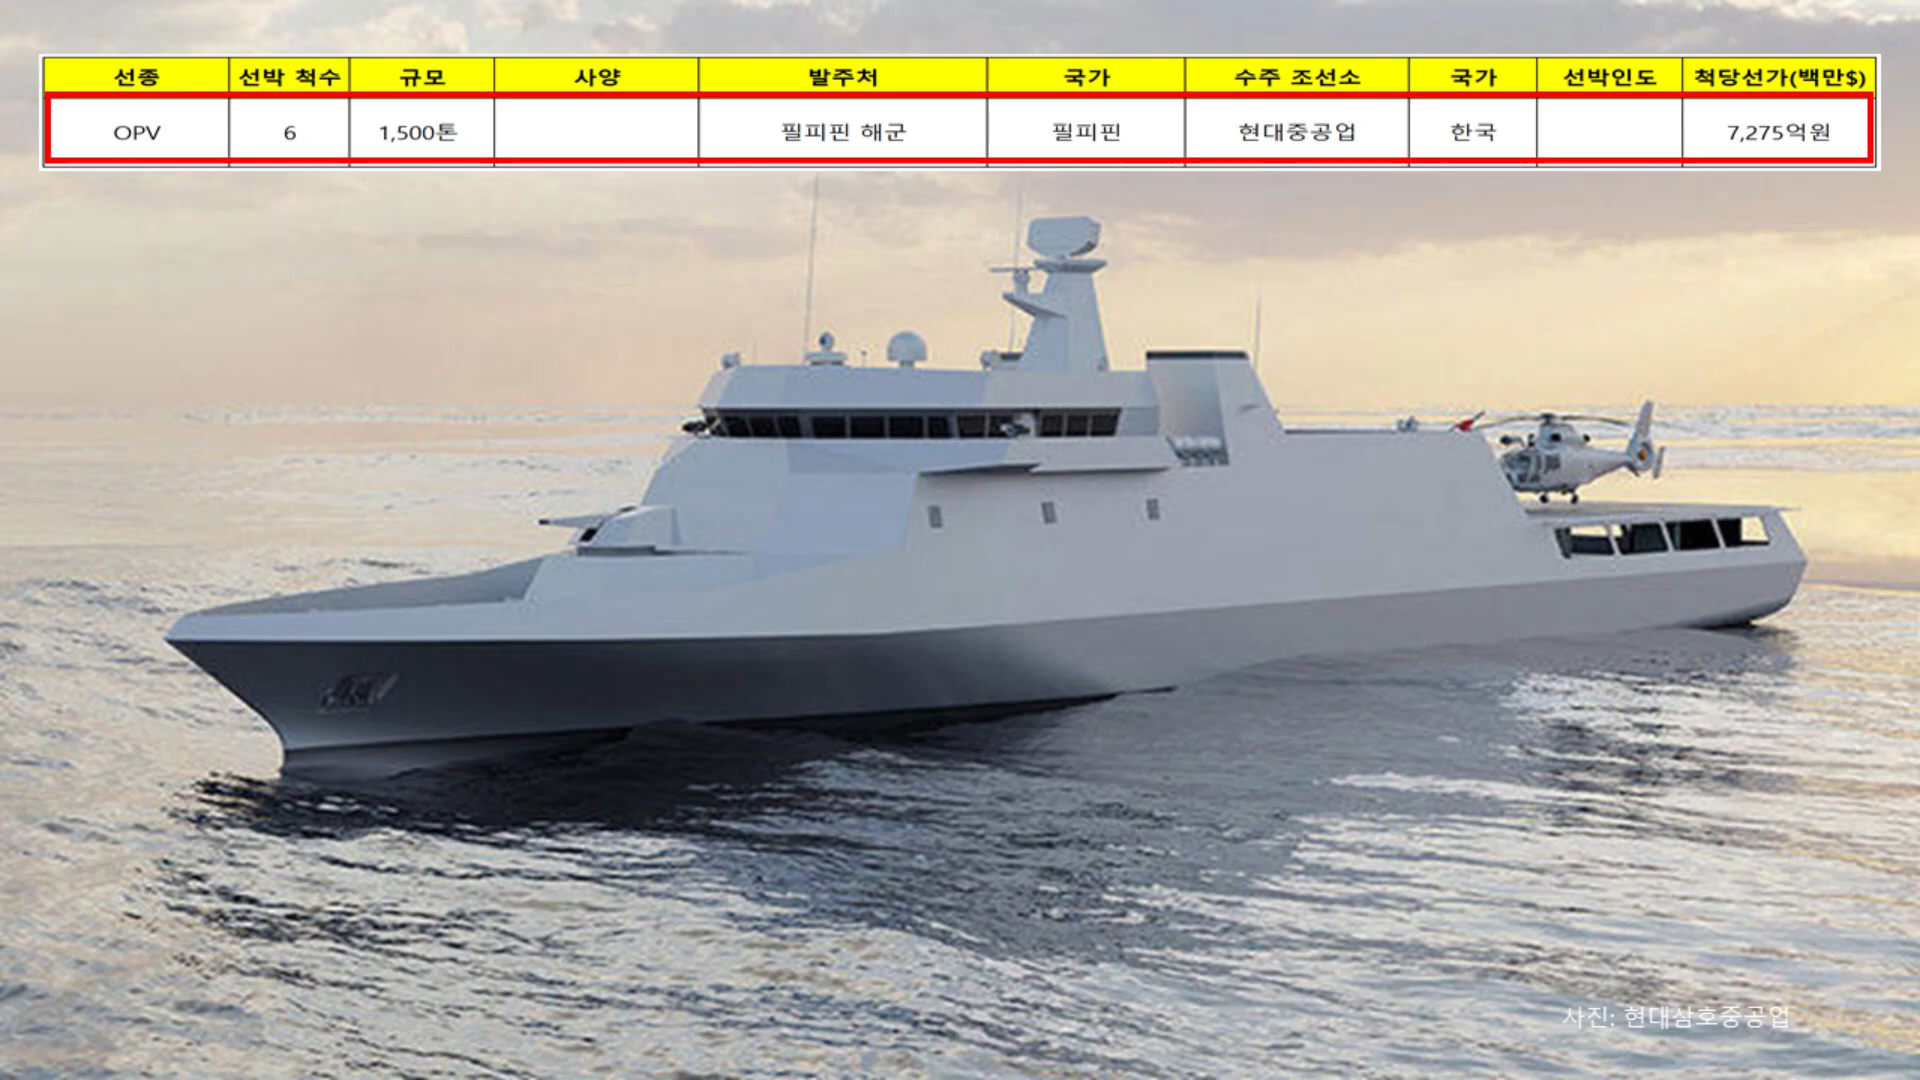 선종 선박 척수 규모 사양 발주처 국가 수주 조선소 국가 선박인도 척당선가(백만$)
OPV 6 1,500톤 필피핀 해군 필피핀 현대중공업 한국 7,275억원
사진: 현대삼호중공업